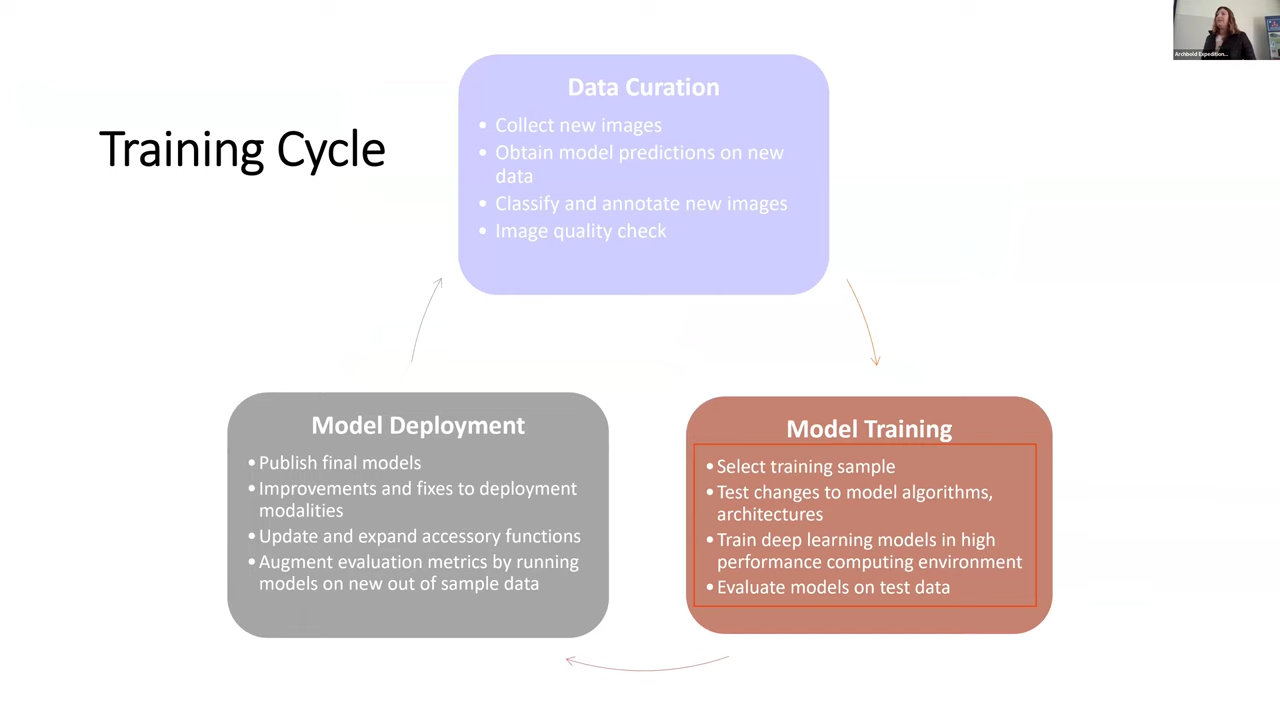 Training Cycle
Data Curation
• Collect new images
• Obtain model predictions on new
data
• Classify and annotate new images
• Image quality check
Model Deployment
• Publish final models
• Improvements and fixes to deployment
modalities
• Update and expand accessory functions
• Augment evaluation metrics by running
models on new out of sample data
Model Training
• Select training sample
• Test changes to model algorithms,
architectures
• Train deep learning models in high
performance computing environment
• Evaluate models on test data
Archbold Expedition...